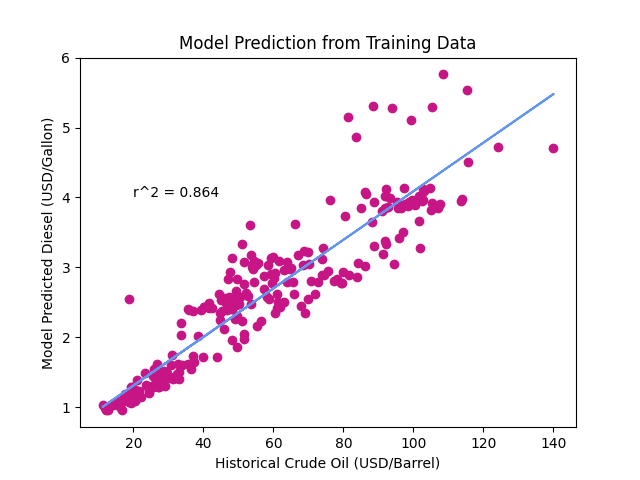 Model Prediction from Training Data
6
5
4
3
2
1
r^2 = 0.864
Model Predicted Diesel (USD/Gallon)
20 40 60 80 100 120 140
Historical Crude Oil (USD/Barrel)